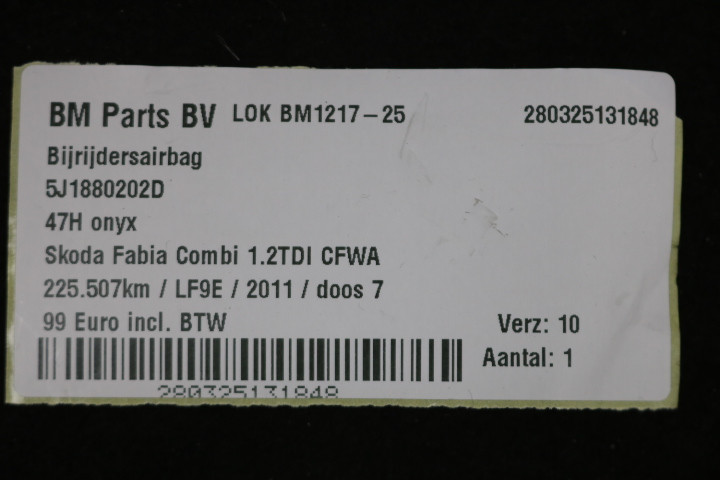 BM Parts BV LOK BM1217-25 280325131848
Bijrijdersairbag
5J1880202D
47H onyx
Skoda Fabia Combi 1.2TDI CFWA
225.507km / LF9E / 2011 / doos 7
99 Euro incl. BTW Verz: 10
Aantal: 1
280325131848